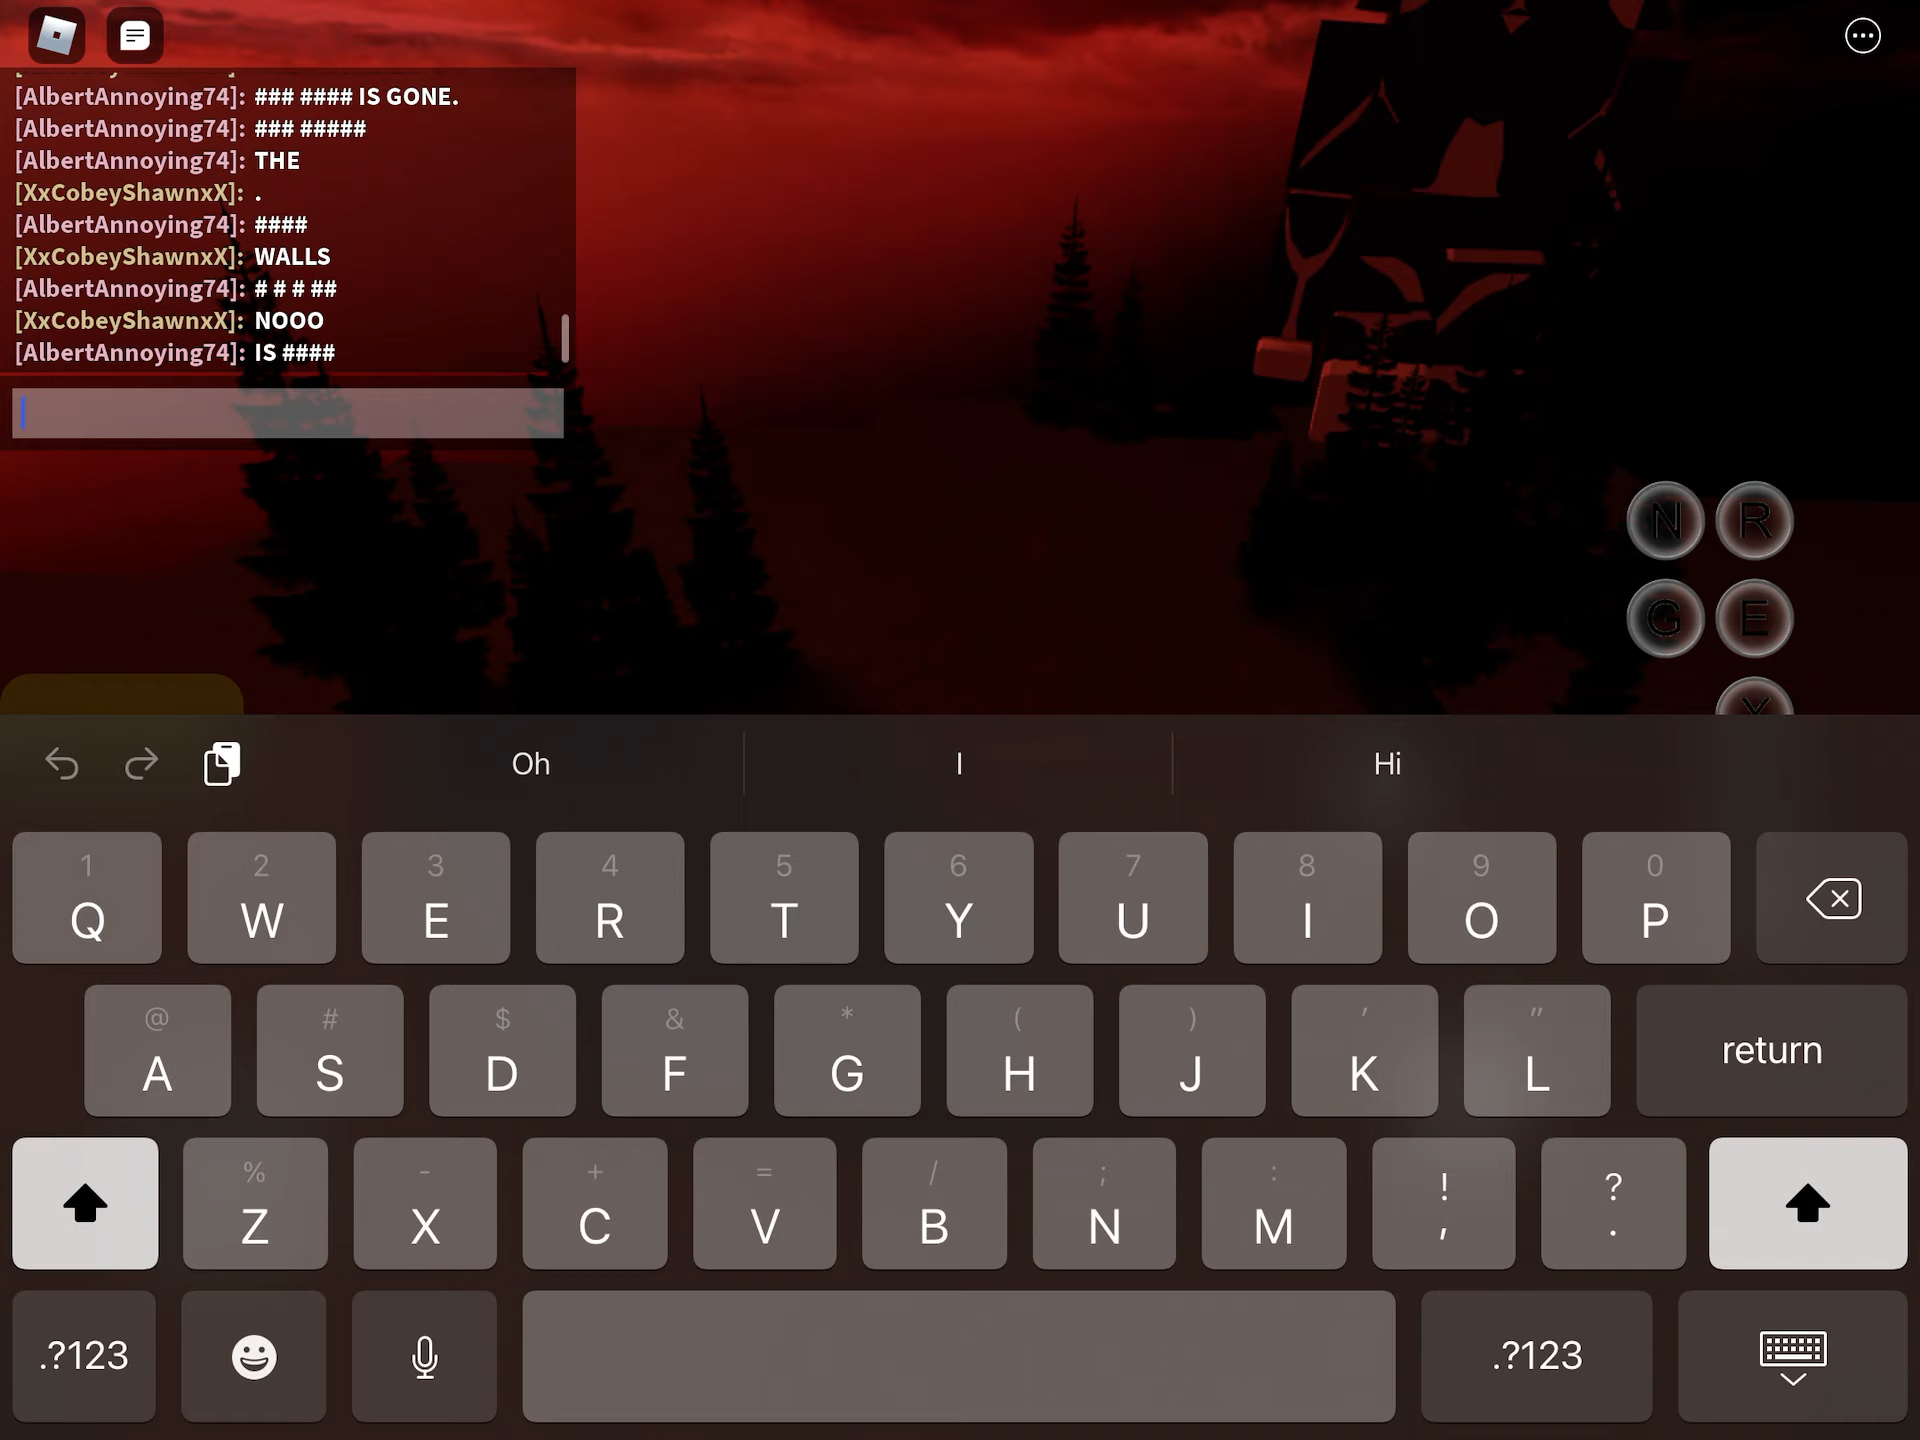 [AlbertAnnoying74]: ### #### IS GONE.
[AlbertAnnoying74]: ### #####
[AlbertAnnoying74]: THE
[XxCobeyShawnxX]: .
[AlbertAnnoying74]: ####
[XxCobeyShawnxX]: WALLS
[AlbertAnnoying74]: # # # ##
[XxCobeyShawnxX]: NOOO
[AlbertAnnoying74]: IS ####
N R
G E
X
Oh I Hi
1 2 3 4 5 6 7 8 9 0
Q W E R T Y U I O P
@ # $ & * ( ) ' "
A S D F G H J K L return
% - + = / ; : ! ?
Z X C V B N M , .
.?123 .?123